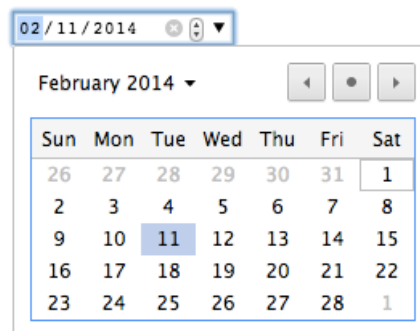 02/11/2014
February 2014
Sun Mon Tue Wed Thu Fri Sat
26 27 28 29 30 31 1
2 3 4 5 6 7 8
9 10 11 12 13 14 15
16 17 18 19 20 21 22
23 24 25 26 27 28 1